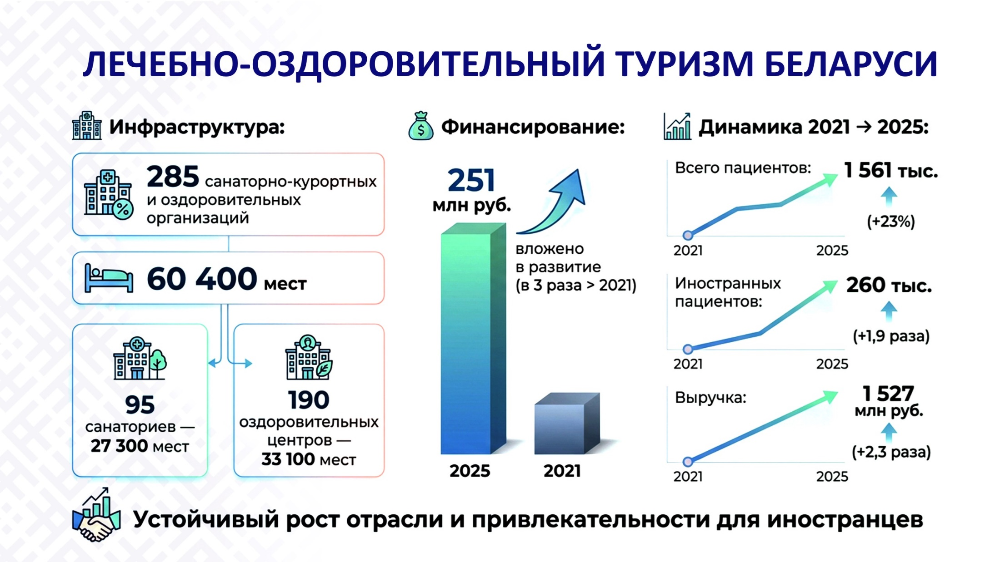 ЛЕЧЕБНО-ОЗДОРОВИТЕЛЬНЫЙ ТУРИЗМ БЕЛАРУСИ
Инфраструктура:
285 санаторно-курортных
и оздоровительных
организаций
60 400 мест
95
санаториев —
27 300 мест
190
оздоровительных
центров —
33 100 мест
$ Финансирование:
251
млн руб.
вложено
в развитие
(в 3 раза > 2021)
2025
2021
Динамика 2021 → 2025:
Всего пациентов:
1 561 тыс.
(+23%)
2021
2025
Иностранных
пациентов:
260 тыс.
(+1,9 раза)
2021
2025
Выручка:
1 527
млн руб.
(+2,3 раза)
2021
2025
Устойчивый рост отрасли и привлекательности для иностранцев